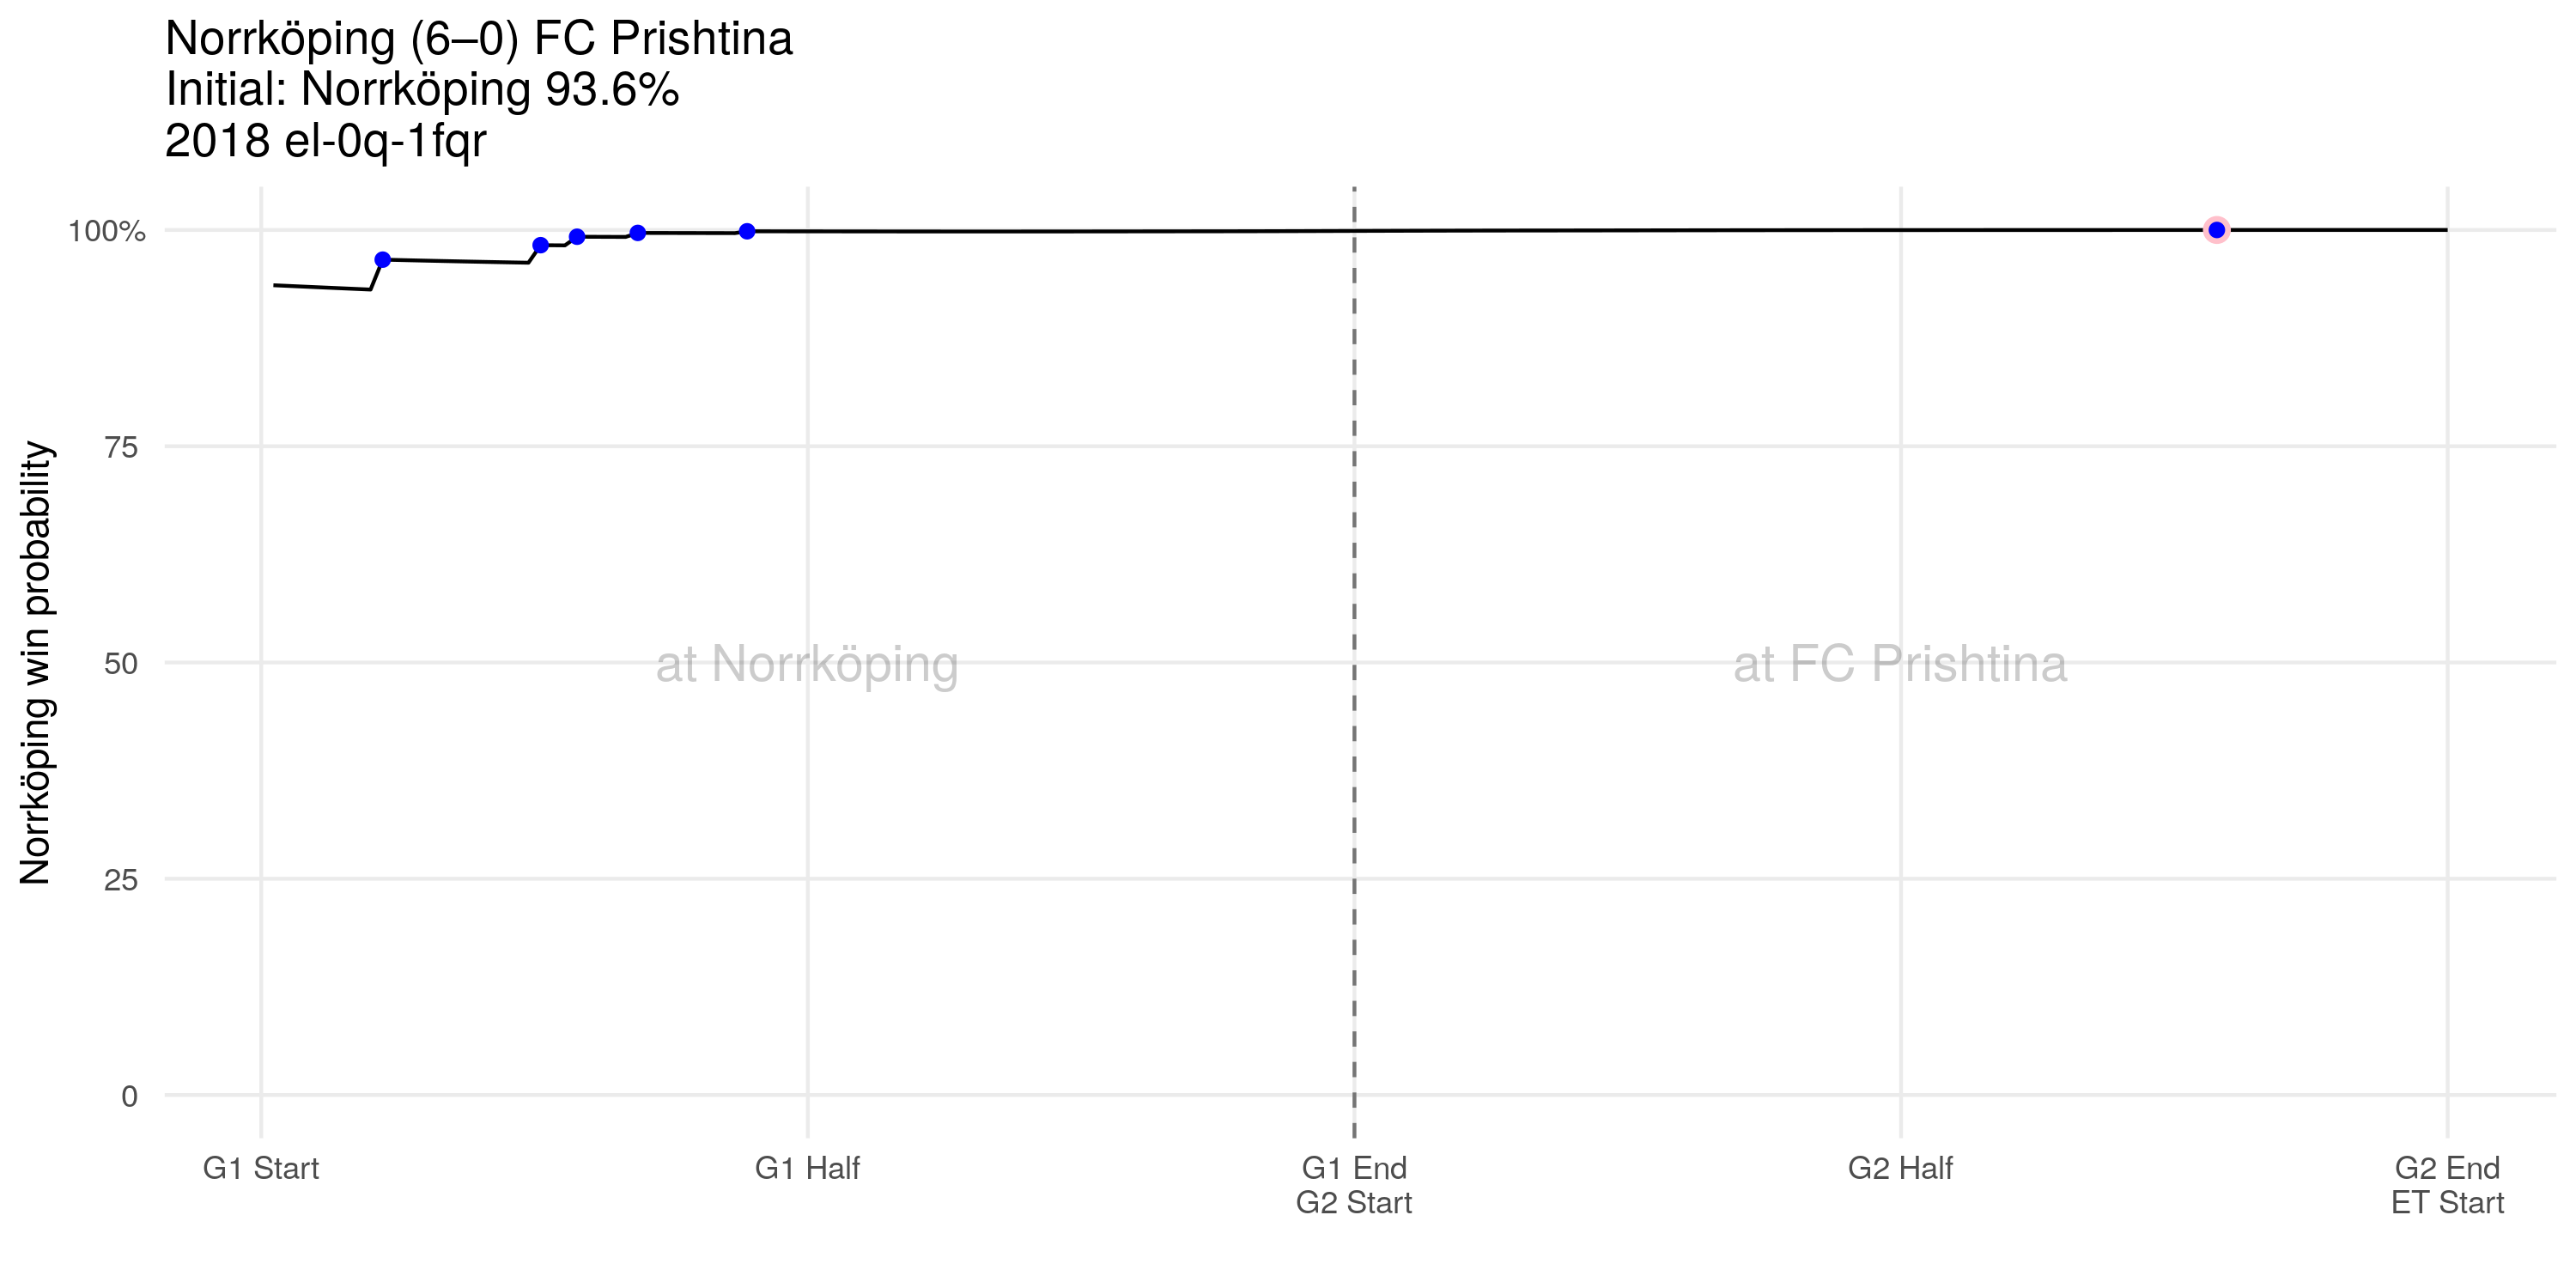 Norrköping (6–0) FC Prishtina
Initial: Norrköping 93.6%
2018 el-0q-1fqr
Norrköping win probability
100%
75
50
25
0
at Norrköping
at FC Prishtina
G1 Start
G1 Half
G1 End
G2 Start
G2 Half
G2 End
ET Start